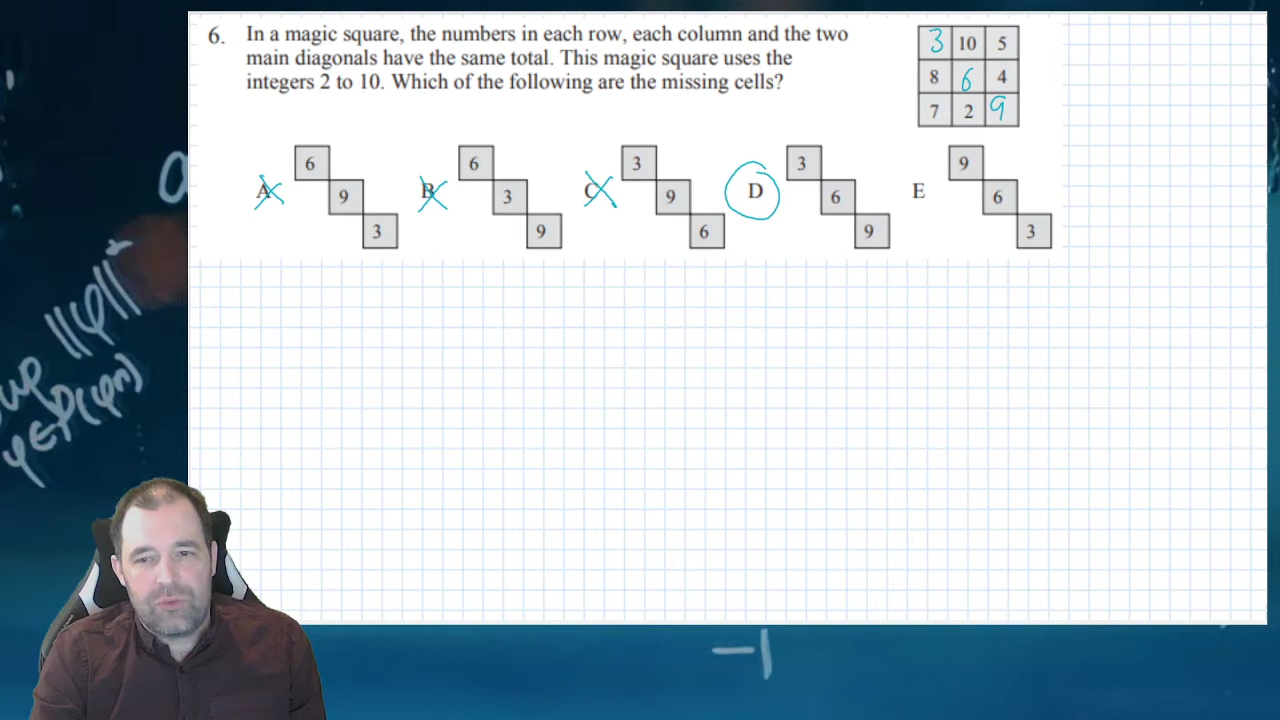 6. In a magic square, the numbers in each row, each column and the two
main diagonals have the same total. This magic square uses the
integers 2 to 10. Which of the following are the missing cells?
3 10 5
8 6 4
7 2 9
A 6 9 3
B 6 3 9
C 3 9 6
D 3 6 9
E 9 6 3
||φ||
φ∈P(φn)
-1